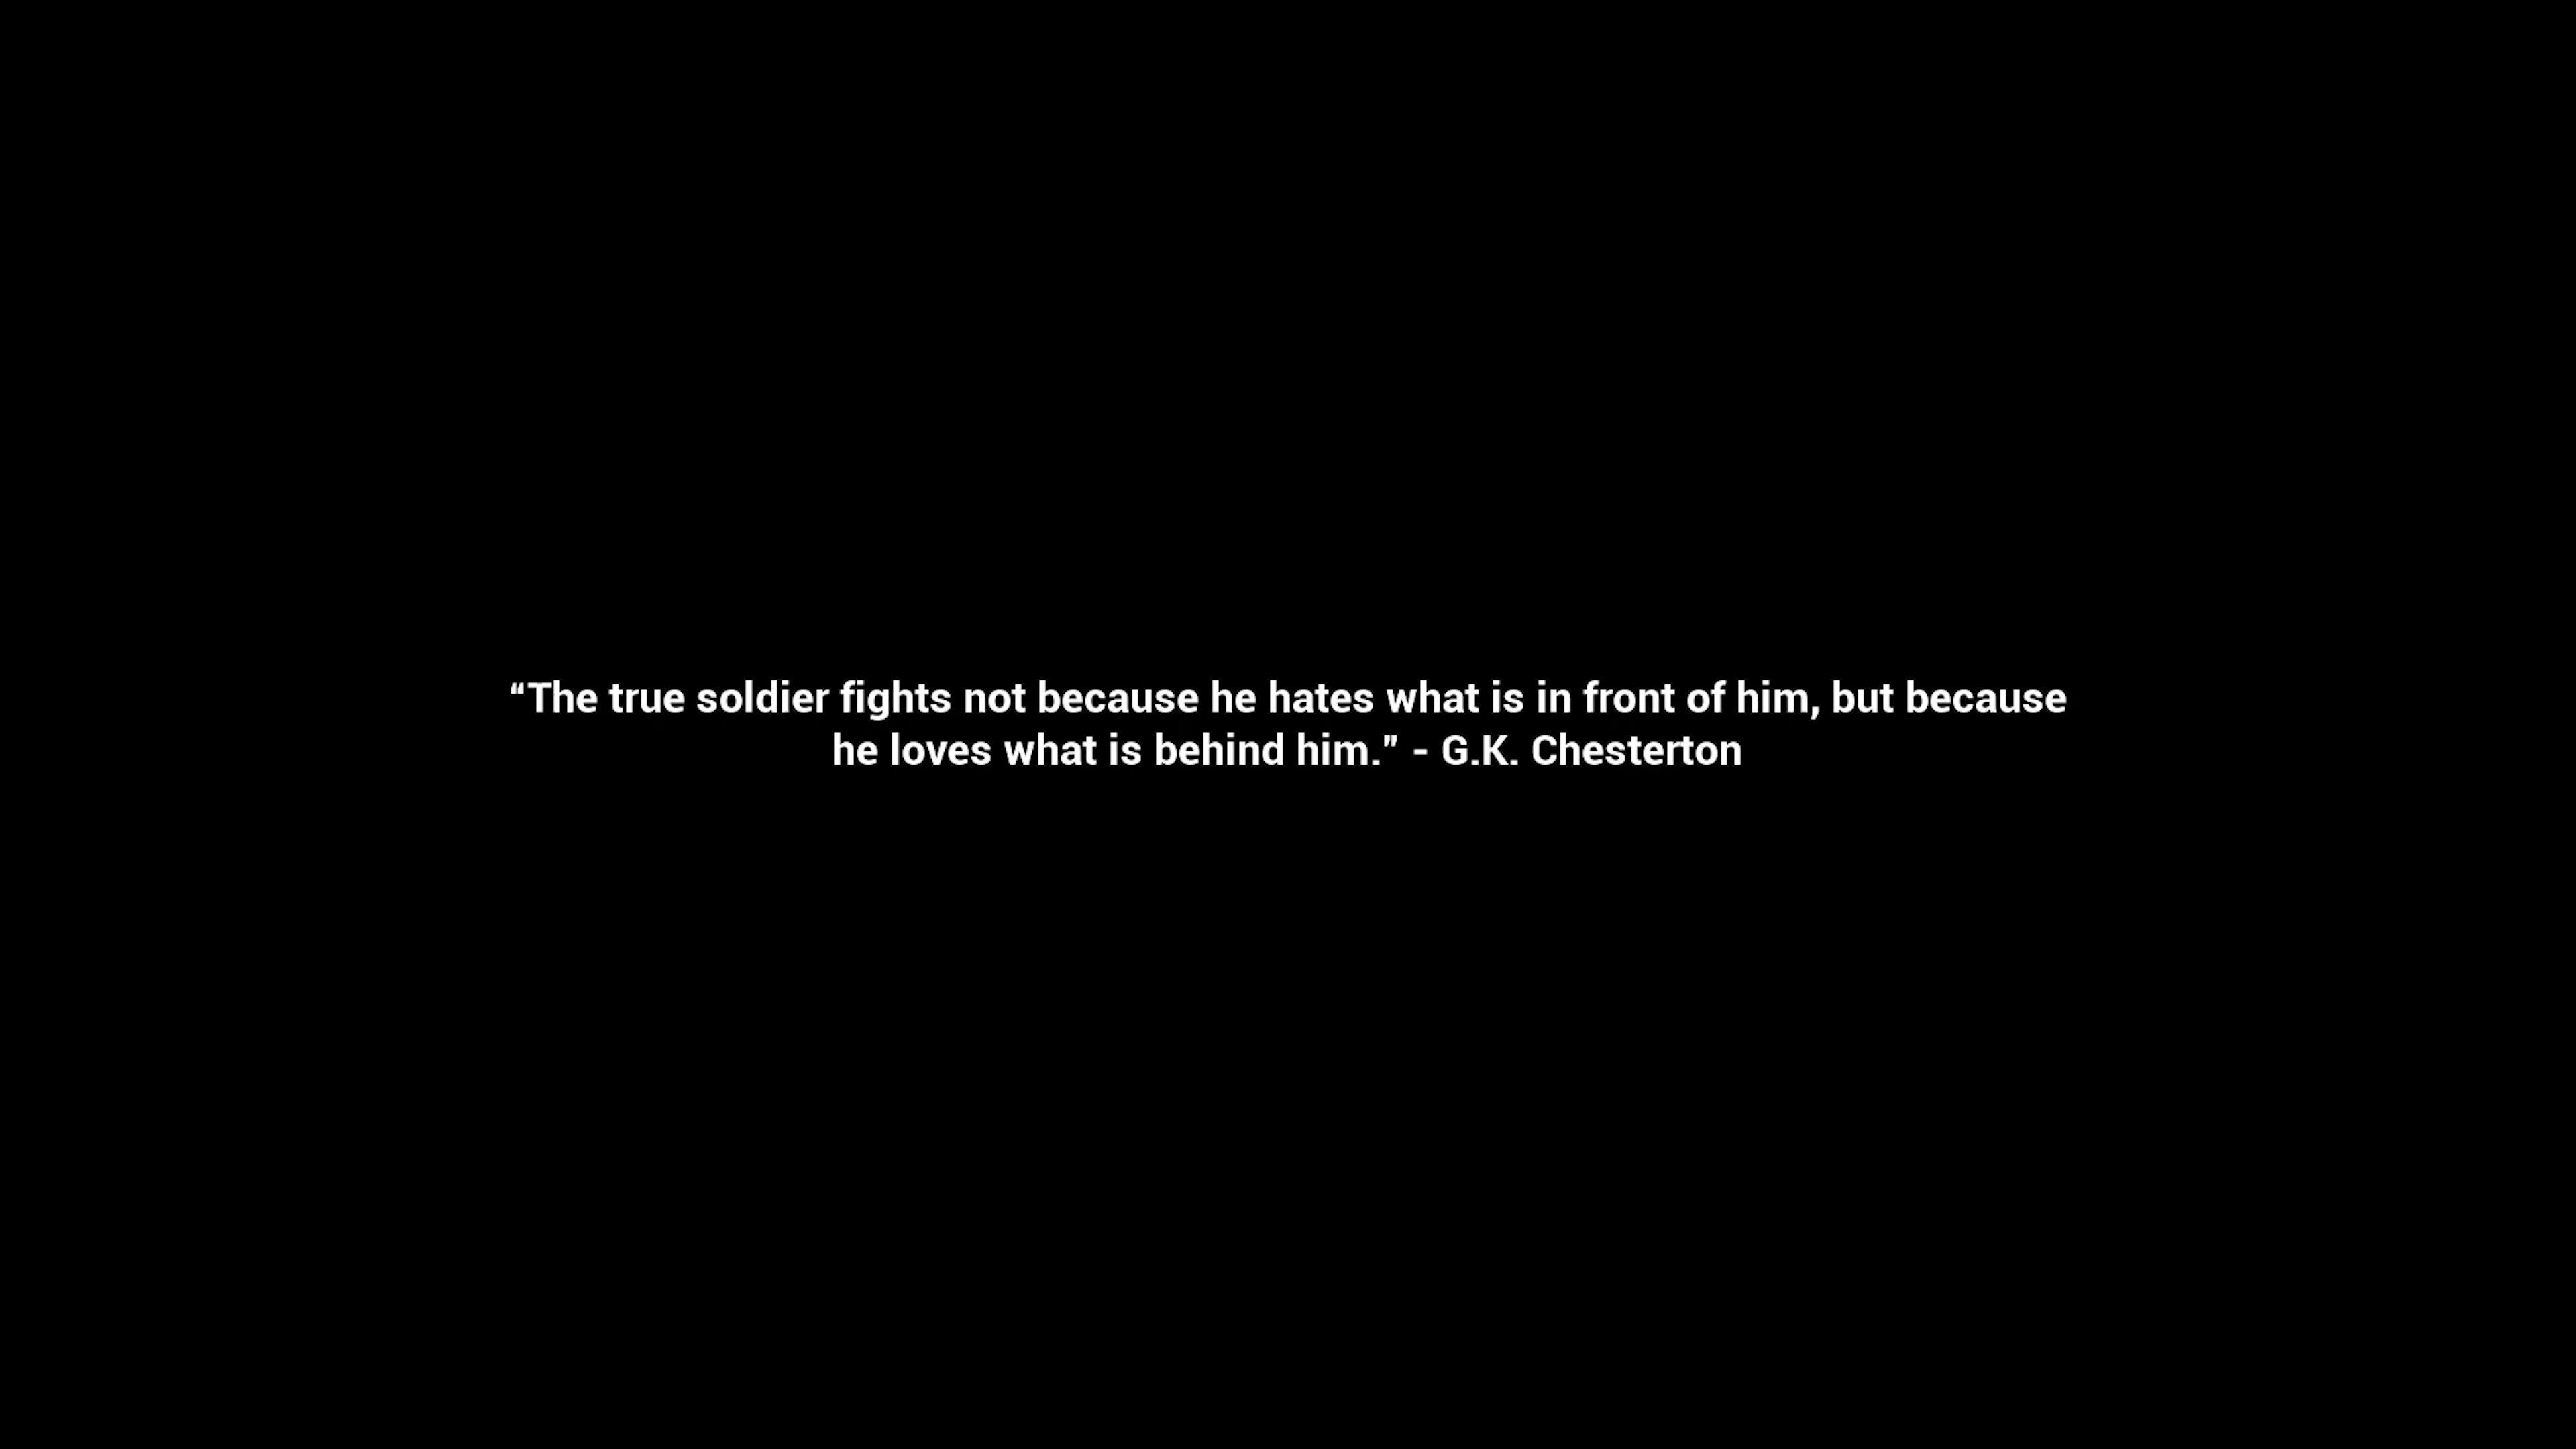 “The true soldier fights not because he hates what is in front of him, but because
he loves what is behind him.” - G.K. Chesterton